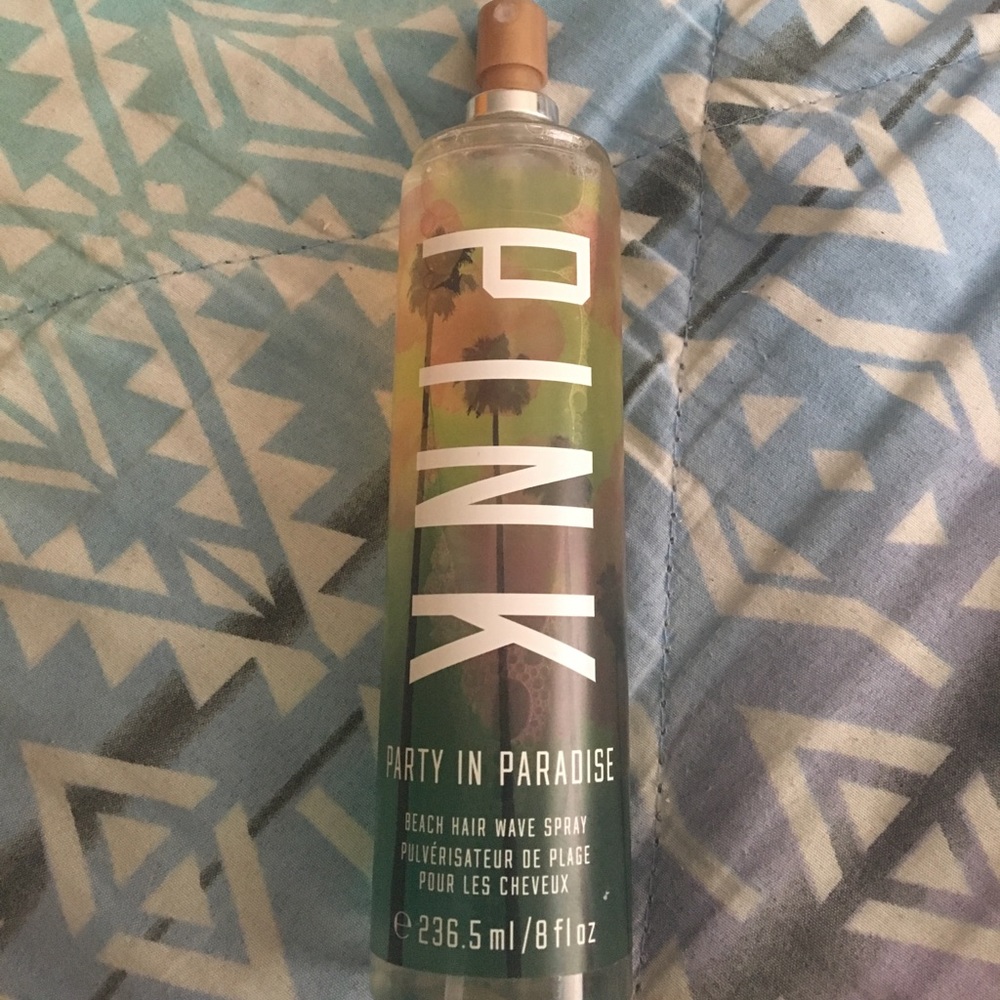 PINK
PARTY IN PARADISE
BEACH HAIR WAVE SPRAY
PULVÉRISATEUR DE PLAGE
POUR LES CHEVEUX
℮ 236.5 ml / 8 fl oz